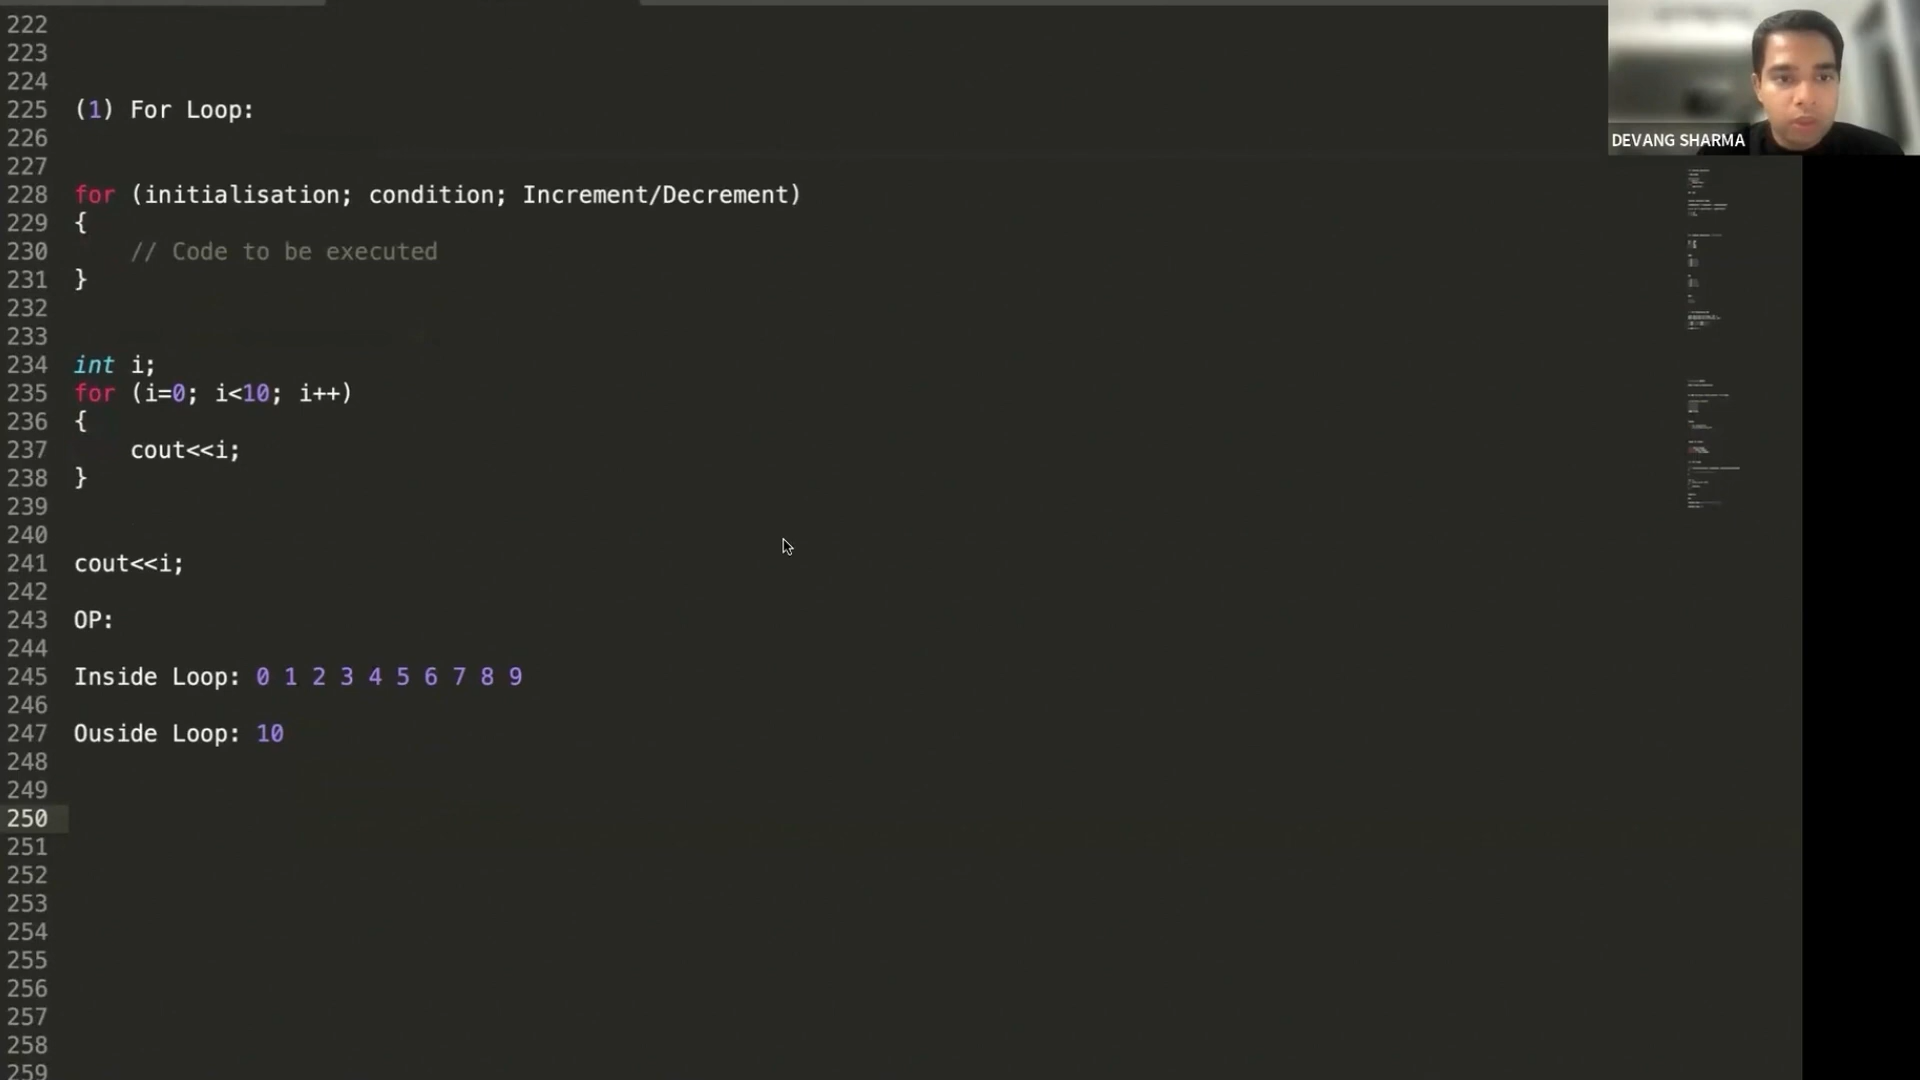 222
223
224
225 (1) For Loop:
226
227
228 for (initialisation; condition; Increment/Decrement)
229 {
230 // Code to be executed
231 }
232
233
234 int i;
235 for (i=0; i<10; i++)
236 {
237 cout<<i;
238 }
239
240
241 cout<<i;
242
243 OP:
244
245 Inside Loop: 0 1 2 3 4 5 6 7 8 9
246
247 Ouside Loop: 10
248
249
250
251
252
253
254
255
256
257
258
259
DEVANG SHARMA